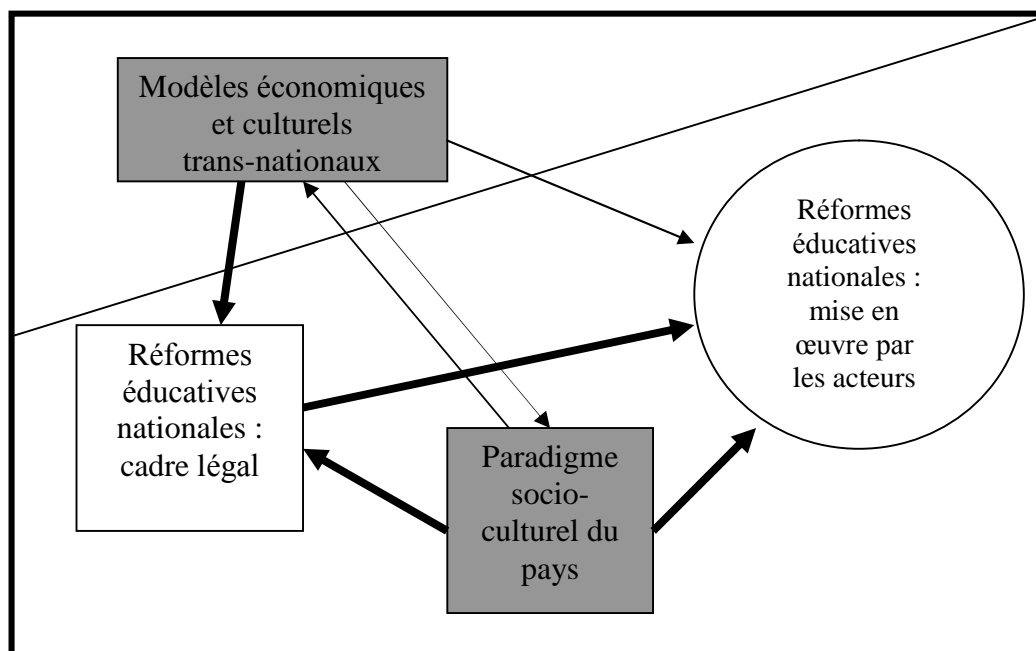 Modèles économiques
et culturels
trans-nationaux
Réformes
éducatives
nationales :
mise en
œuvre par
les acteurs
Réformes
éducatives
nationales :
cadre légal
Paradigme
socio-
culturel du
pays